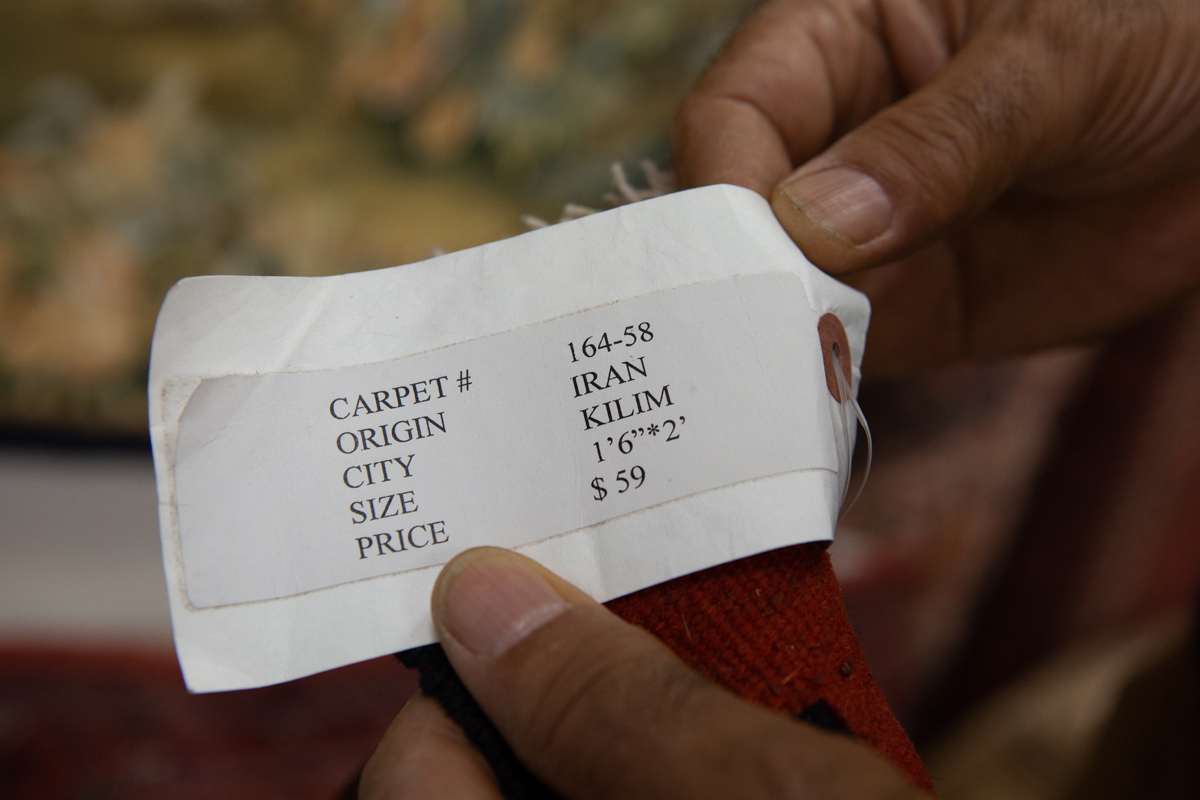 CARPET # 164-58
ORIGIN IRAN
CITY KILIM
SIZE 1’6”*2’
PRICE $ 59